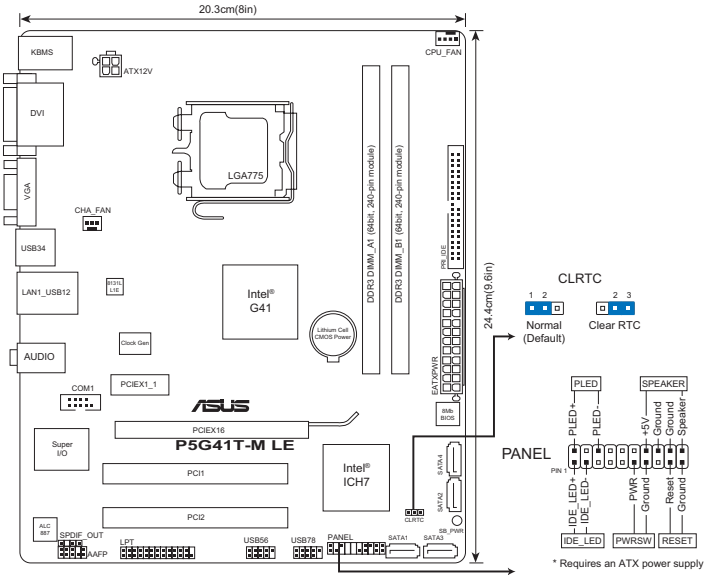 20.3cm(8in)
KBMS
CPU_FAN
ATX12V
DVI
LGA775
VGA
CHA_FAN
DDR3 DIMM_A1 (64bit, 240-pin module)
DDR3 DIMM_B1 (64bit, 240-pin module)
PRI_IDE
24.4cm(9.6in)
USB34
LAN1_USB12
8131L
L1E
Intel®
G41
Lithium Cell
CMOS Power
Clock Gen
AUDIO
EATXPWR
PCIEX1_1
COM1
ASUS
8Mb
BIOS
PCIEX16
P5G41T-M LE
Super
I/O
PCI1
Intel®
ICH7
SATA4
SATA2
PCI2
CLRTC
SB_PWR
ALC
887
SPDIF_OUT
AAFP
LPT
USB56
USB78
PANEL
SATA1
SATA3
CLRTC
1 2
2 3
Normal
(Default)
Clear RTC
PLED
SPEAKER
PLED+
PLED-
+5V
Ground
Ground
Speaker-
PANEL
PIN 1
IDE_LED+
IDE_LED-
PWR
Ground
Reset
Ground
IDE_LED
PWRSW
RESET
* Requires an ATX power supply